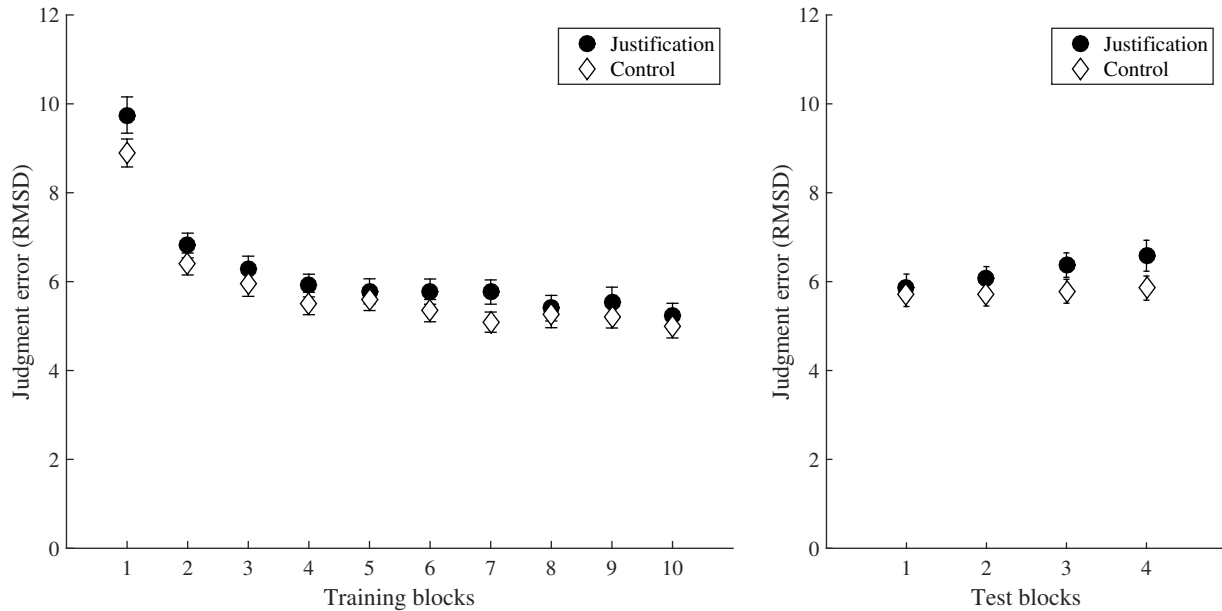 12
10
8
6
4
2
0
Judgment error (RMSD)
Justification
Control
1 2 3 4 5 6 7 8 9 10
Training blocks
12
10
8
6
4
2
0
Judgment error (RMSD)
Justification
Control
1 2 3 4
Test blocks